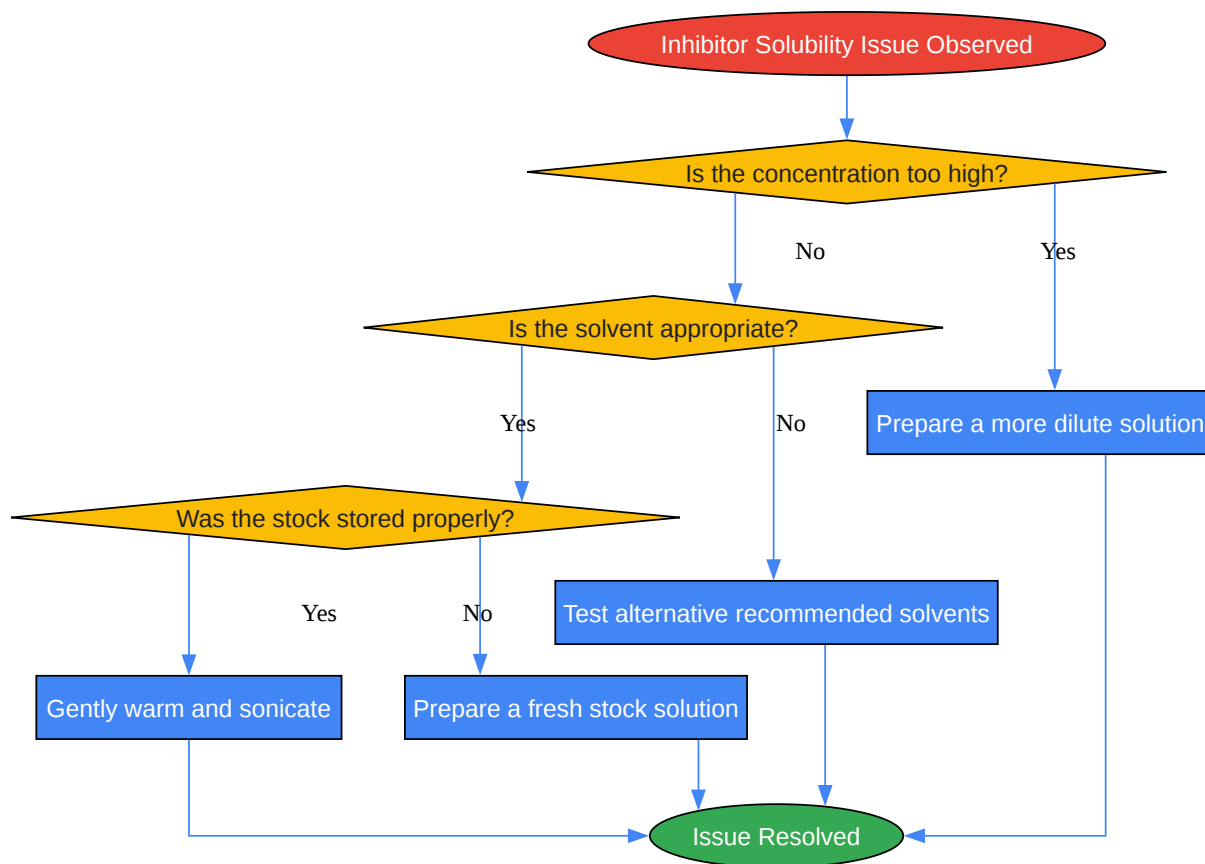 Inhibitor Solubility Issue Observed
Is the concentration too high?
No
Yes
Is the solvent appropriate?
Prepare a more dilute solution
Yes
No
Was the stock stored properly?
Yes
No
Test alternative recommended solvents
Gently warm and sonicate
Prepare a fresh stock solution
Issue Resolved